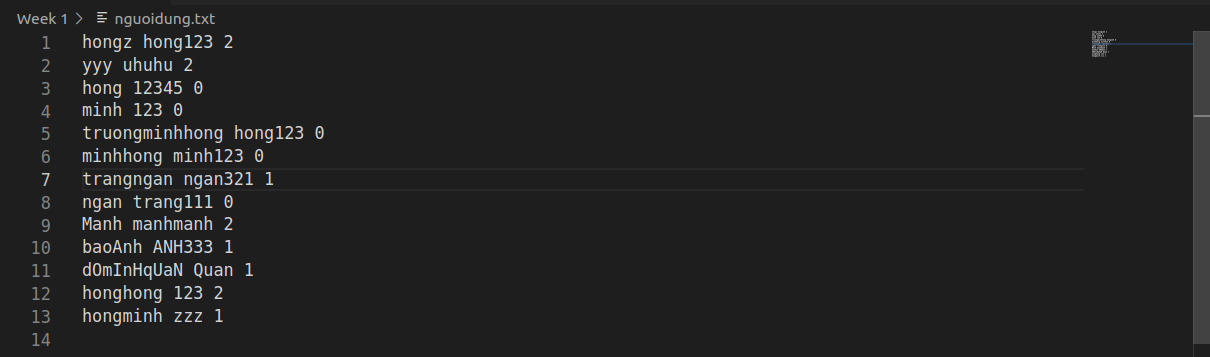 Week 1 > nguoidung.txt
1 hongz hong123 2
2 yyy uhuhu 2
3 hong 12345 0
4 minh 123 0
5 truongminhhong hong123 0
6 minhhong minh123 0
7 trangngan ngan321 1
8 ngan trang111 0
9 Manh manhmanh 2
10 baoAnh ANH333 1
11 dOmInHqUaN Quan 1
12 honghong 123 2
13 hongminh zzz 1
14